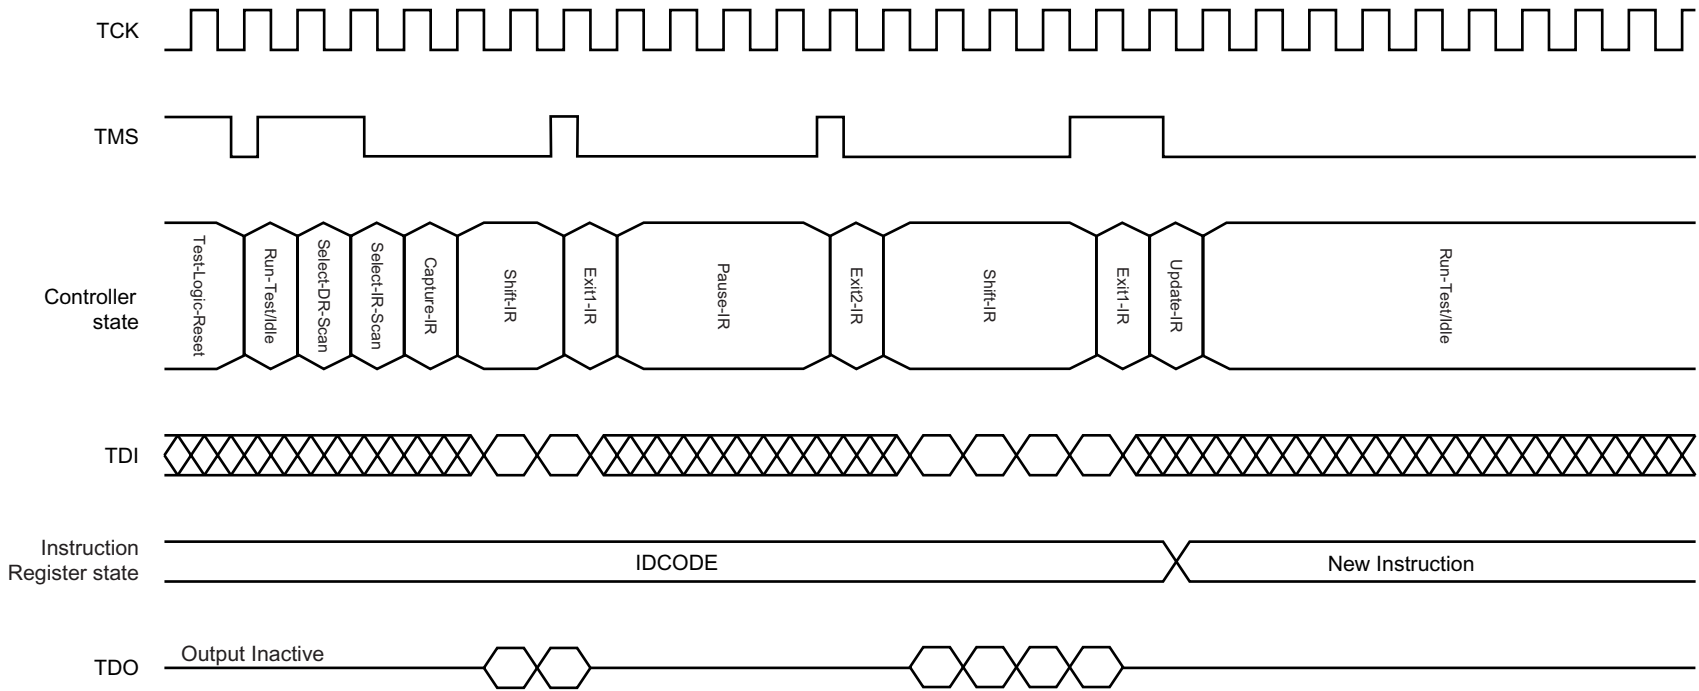 TCK
TMS
Controller
state
Test-Logic-Reset
Run-Test/Idle
Select-DR-Scan
Select-IR-Scan
Capture-IR
Shift-IR
Exit1-IR
Pause-IR
Exit2-IR
Shift-IR
Exit1-IR
Update-IR
Run-Test/Idle
TDI
Instruction
Register state
IDCODE
New Instruction
TDO
Output Inactive